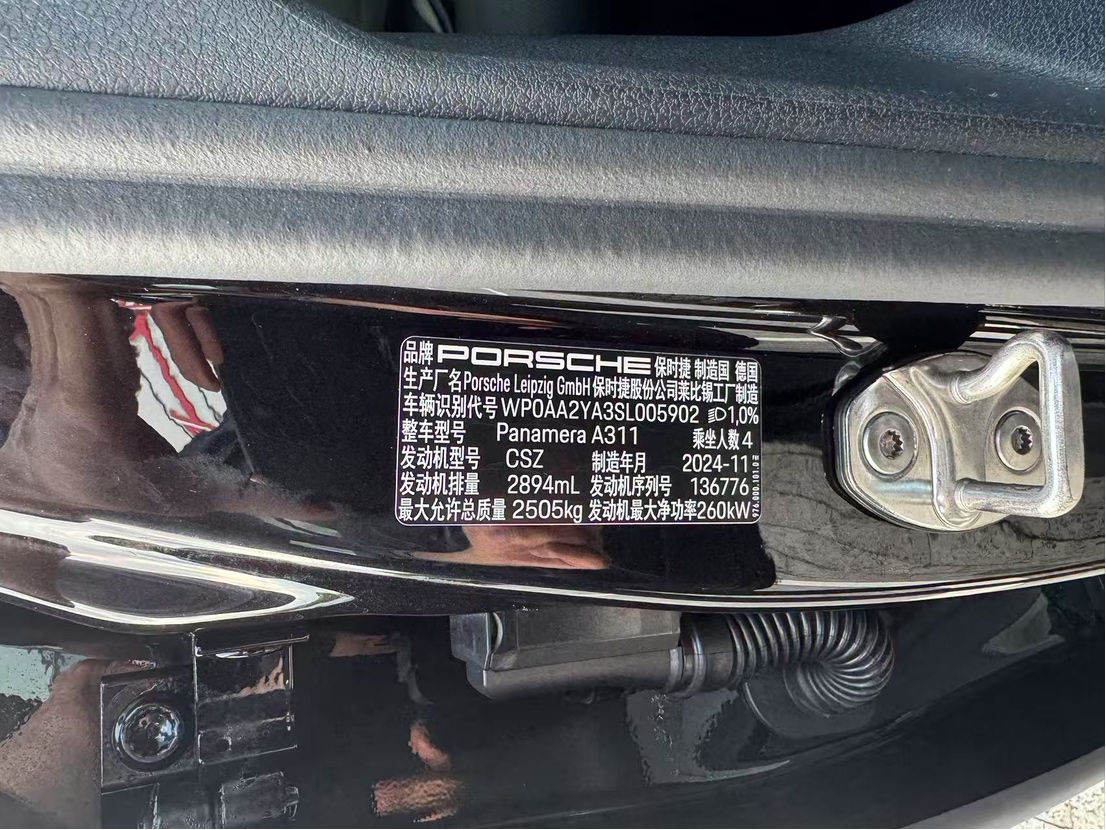 品牌 PORSCHE 保时捷 制造国 德国
生产厂名 Porsche Leipzig GmbH 保时捷股份公司莱比锡工厂制造
车辆识别代号 WP0AA2YA3SL005902 1,0%
整车型号 Panamera A311 乘坐人数 4
发动机型号 CSZ 制造年月 2024-11
发动机排量 2894mL 发动机序列号 136776
最大允许总质量 2505kg 发动机最大净功率 260kW